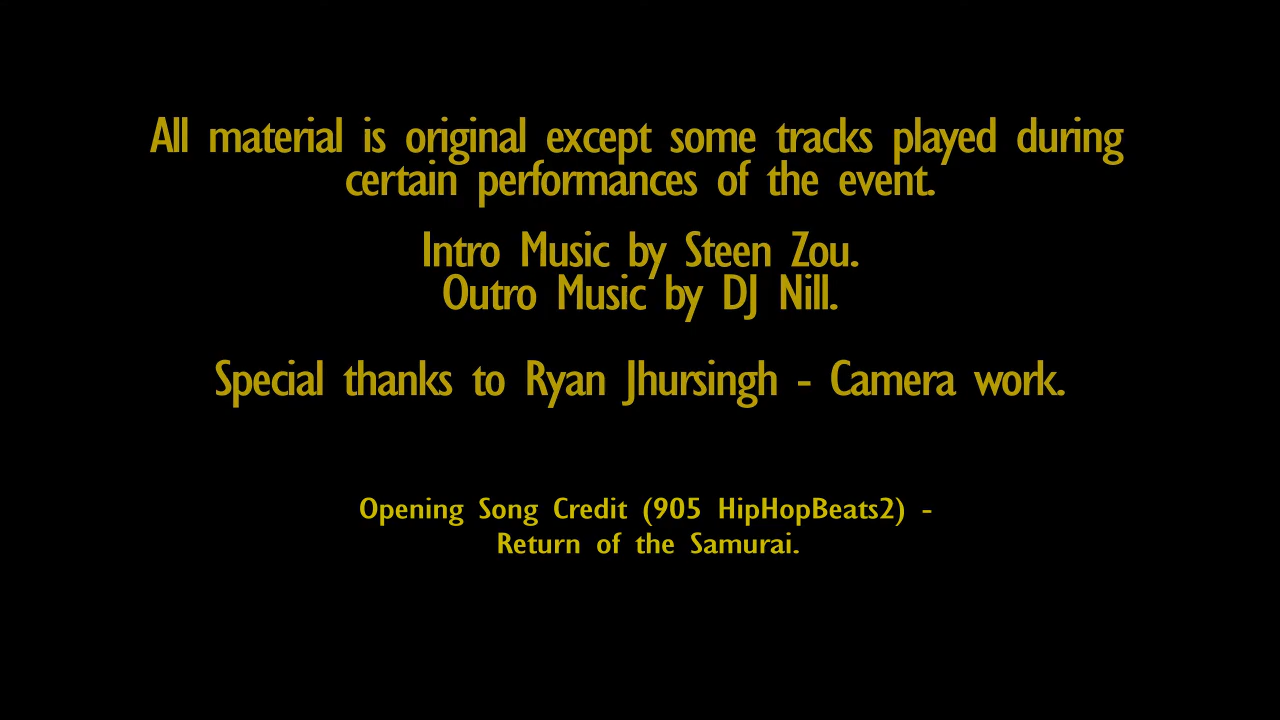 All material is original except some tracks played during
certain performances of the event.
Intro Music by Steen Zou.
Outro Music by DJ Nill.
Special thanks to Ryan Jhursingh - Camera work.
Opening Song Credit (905 HipHopBeats2) -
Return of the Samurai.